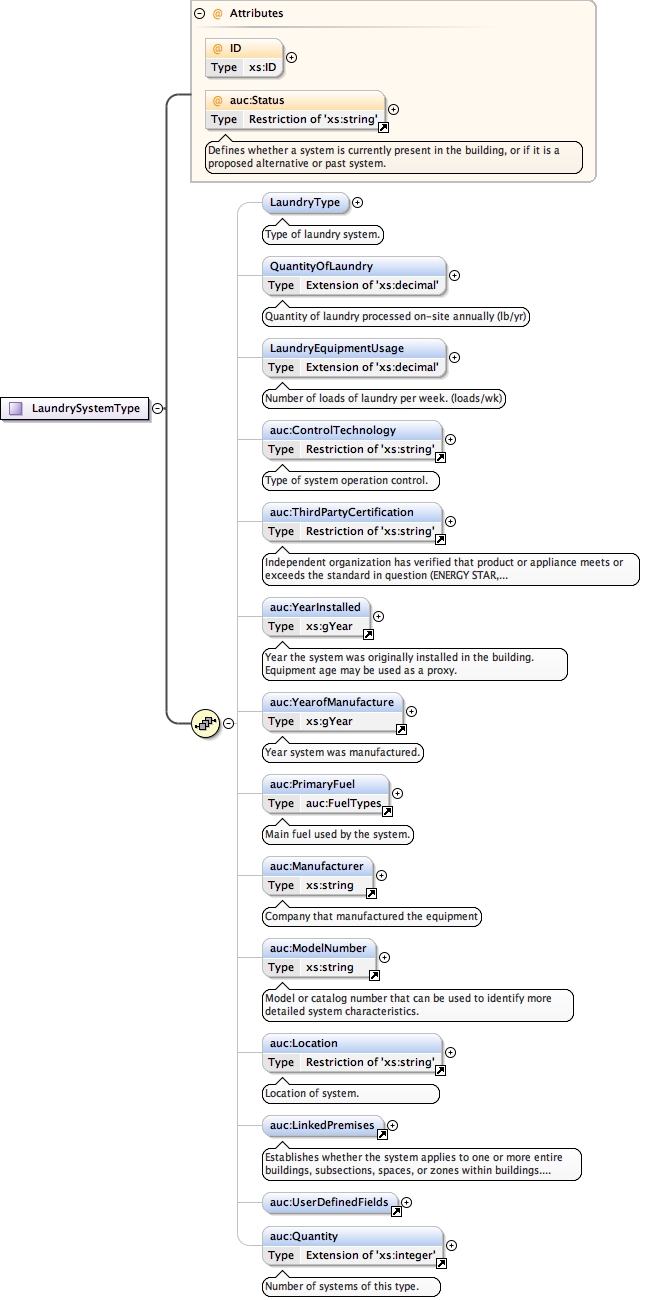 @ Attributes
@ ID
Type xs:ID
@ auc:Status
Type Restriction of 'xs:string'
Defines whether a system is currently present in the building, or if it is a
proposed alternative or past system.
LaundryType
Type of laundry system.
QuantityOfLaundry
Type Extension of 'xs:decimal'
Quantity of laundry processed on-site annually (lb/yr)
LaundryEquipmentUsage
Type Extension of 'xs:decimal'
Number of loads of laundry per week. (loads/wk)
LaundrySystemType
auc:ControlTechnology
Type Restriction of 'xs:string'
Type of system operation control.
auc:ThirdPartyCertification
Type Restriction of 'xs:string'
Independent organization has verified that product or appliance meets or
exceeds the standard in question (ENERGY STAR,...
auc:YearInstalled
Type xs:gYear
Year the system was originally installed in the building.
Equipment age may be used as a proxy.
auc:YearofManufacture
Type xs:gYear
Year system was manufactured.
auc:PrimaryFuel
Type auc:FuelTypes
Main fuel used by the system.
auc:Manufacturer
Type xs:string
Company that manufactured the equipment
auc:ModelNumber
Type xs:string
Model or catalog number that can be used to identify more
detailed system characteristics.
auc:Location
Type Restriction of 'xs:string'
Location of system.
auc:LinkedPremises
Establishes whether the system applies to one or more entire
buildings, subsections, spaces, or zones within buildings....
auc:UserDefinedFields
auc:Quantity
Type Extension of 'xs:integer'
Number of systems of this type.